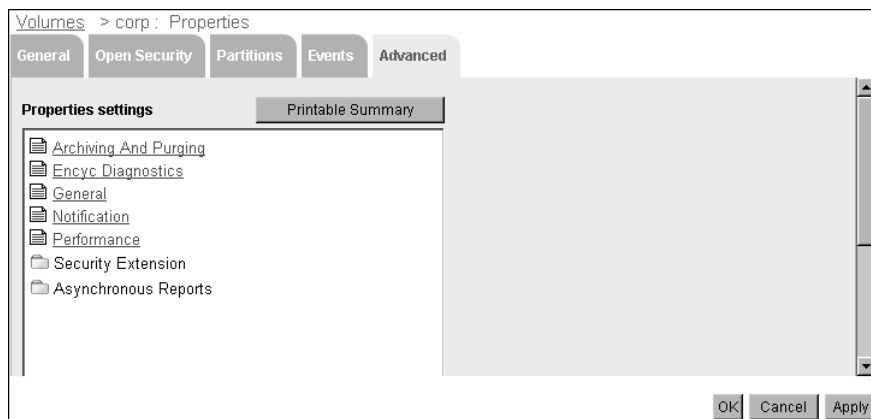 Volumes > corp : Properties
General Open Security Partitions Events Advanced
Properties settings Printable Summary
Archiving And Purging
Encyc Diagnostics
General
Notification
Performance
Security Extension
Asynchronous Reports
OK Cancel Apply